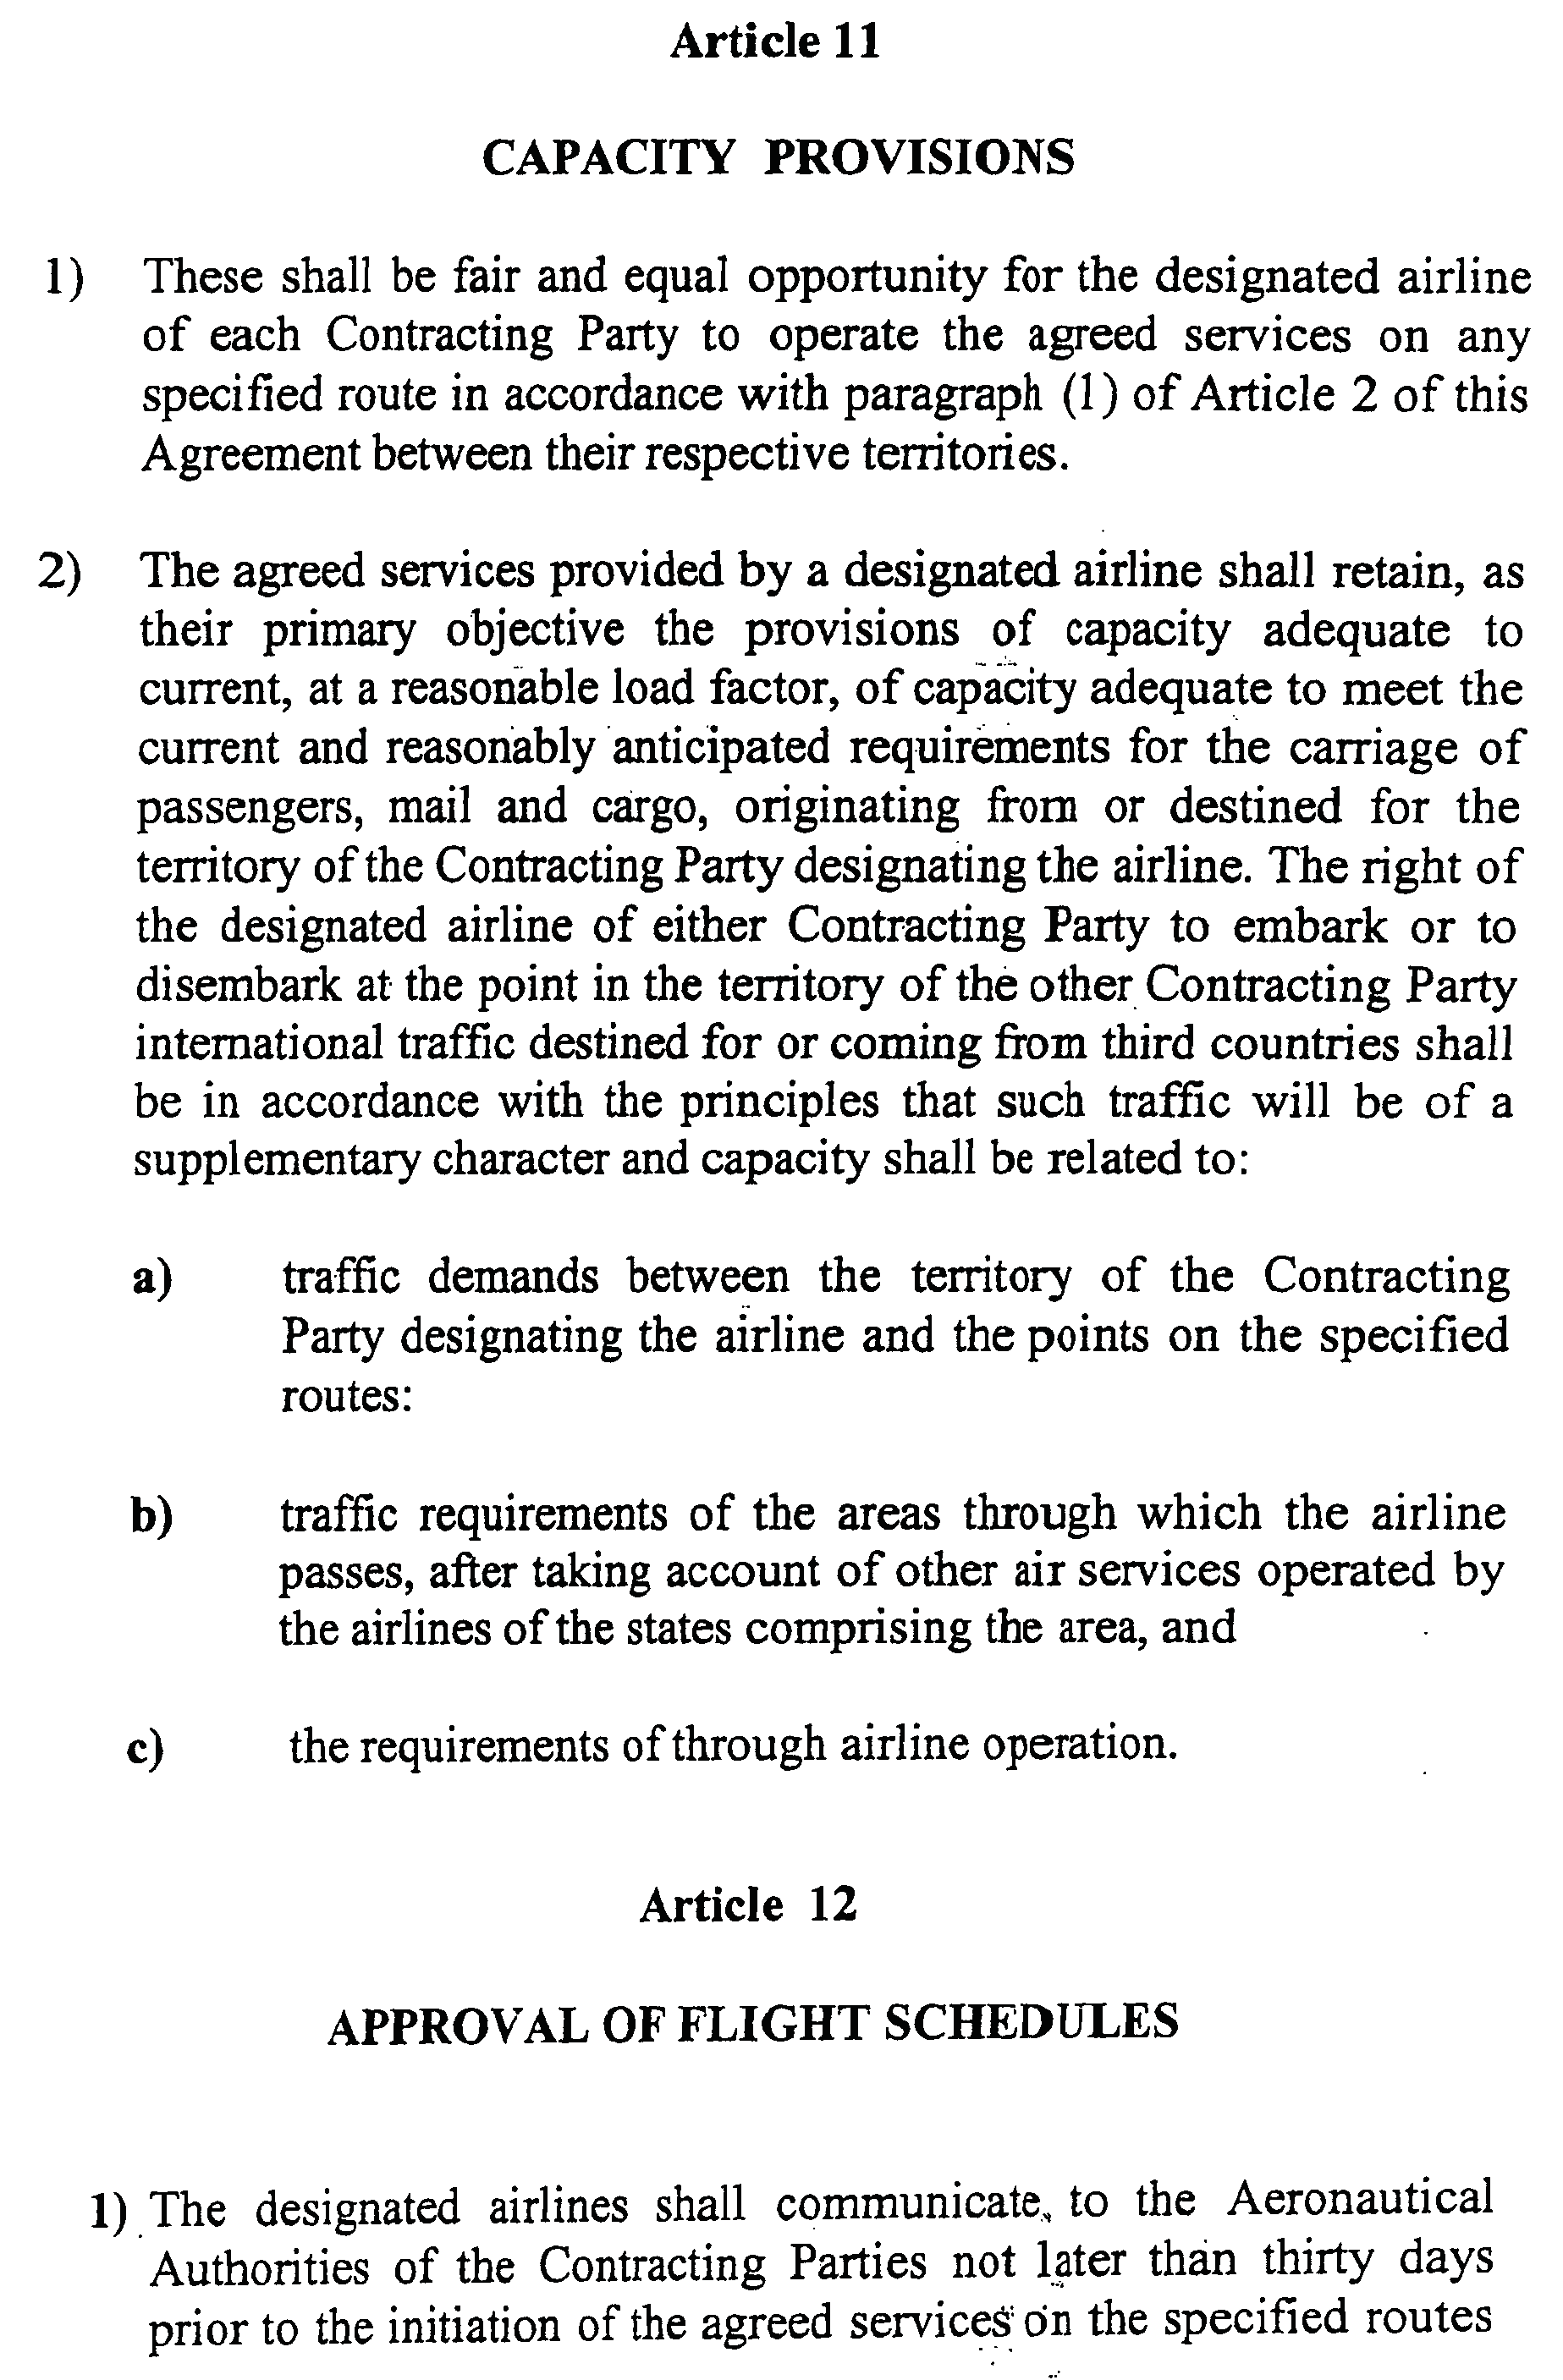 Article 11
CAPACITY PROVISIONS
1) These shall be fair and equal opportunity for the designated airline
of each Contracting Party to operate the agreed services on any
specified route in accordance with paragraph (1) of Article 2 of this
Agreement between their respective territories.
2) The agreed services provided by a designated airline shall retain, as
their primary objective the provisions of capacity adequate to
current, at a reasonable load factor, of capacity adequate to meet the
current and reasonably anticipated requirements for the carriage of
passengers, mail and cargo, originating from or destined for the
territory of the Contracting Party designating the airline. The right of
the designated airline of either Contracting Party to embark or to
disembark at the point in the territory of the other Contracting Party
international traffic destined for or coming from third countries shall
be in accordance with the principles that such traffic will be of a
supplementary character and capacity shall be related to:
a) traffic demands between the territory of the Contracting
Party designating the airline and the points on the specified
routes:
b) traffic requirements of the areas through which the airline
passes, after taking account of other air services operated by
the airlines of the states comprising the area, and
c) the requirements of through airline operation.
Article 12
APPROVAL OF FLIGHT SCHEDULES
1) The designated airlines shall communicate, to the Aeronautical
Authorities of the Contracting Parties not later than thirty days
prior to the initiation of the agreed services on the specified routes